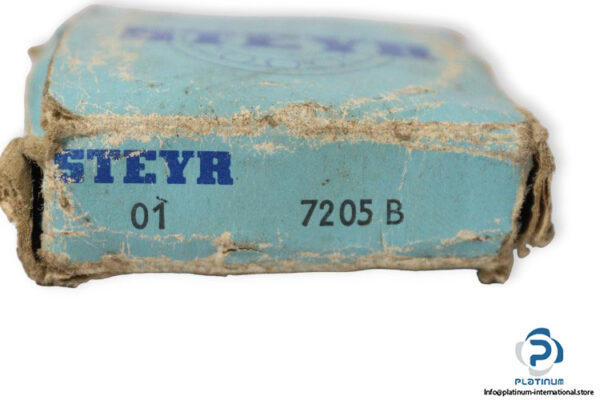 STEYR
STEYR
01 7205 B
PLATINUM
Info@platinum-international.store